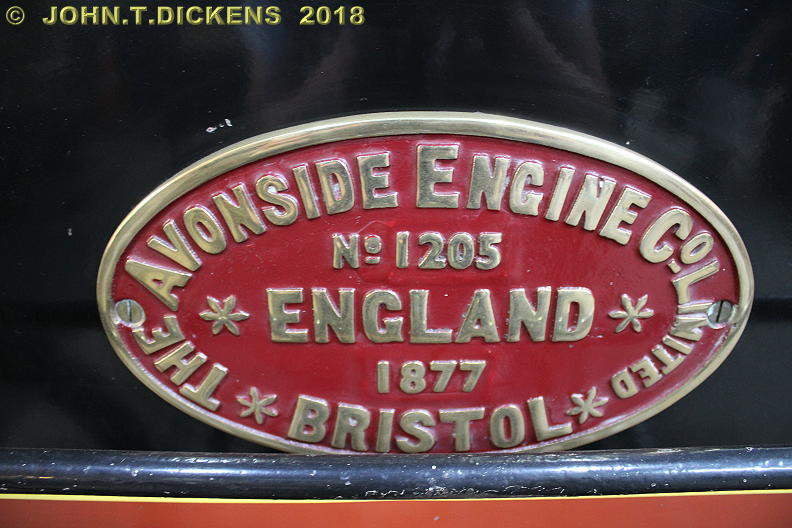 © JOHN.T.DICKENS 2018
THE AVONSIDE ENGINE Co. LIMITED
No 1205
ENGLAND
1877
BRISTOL